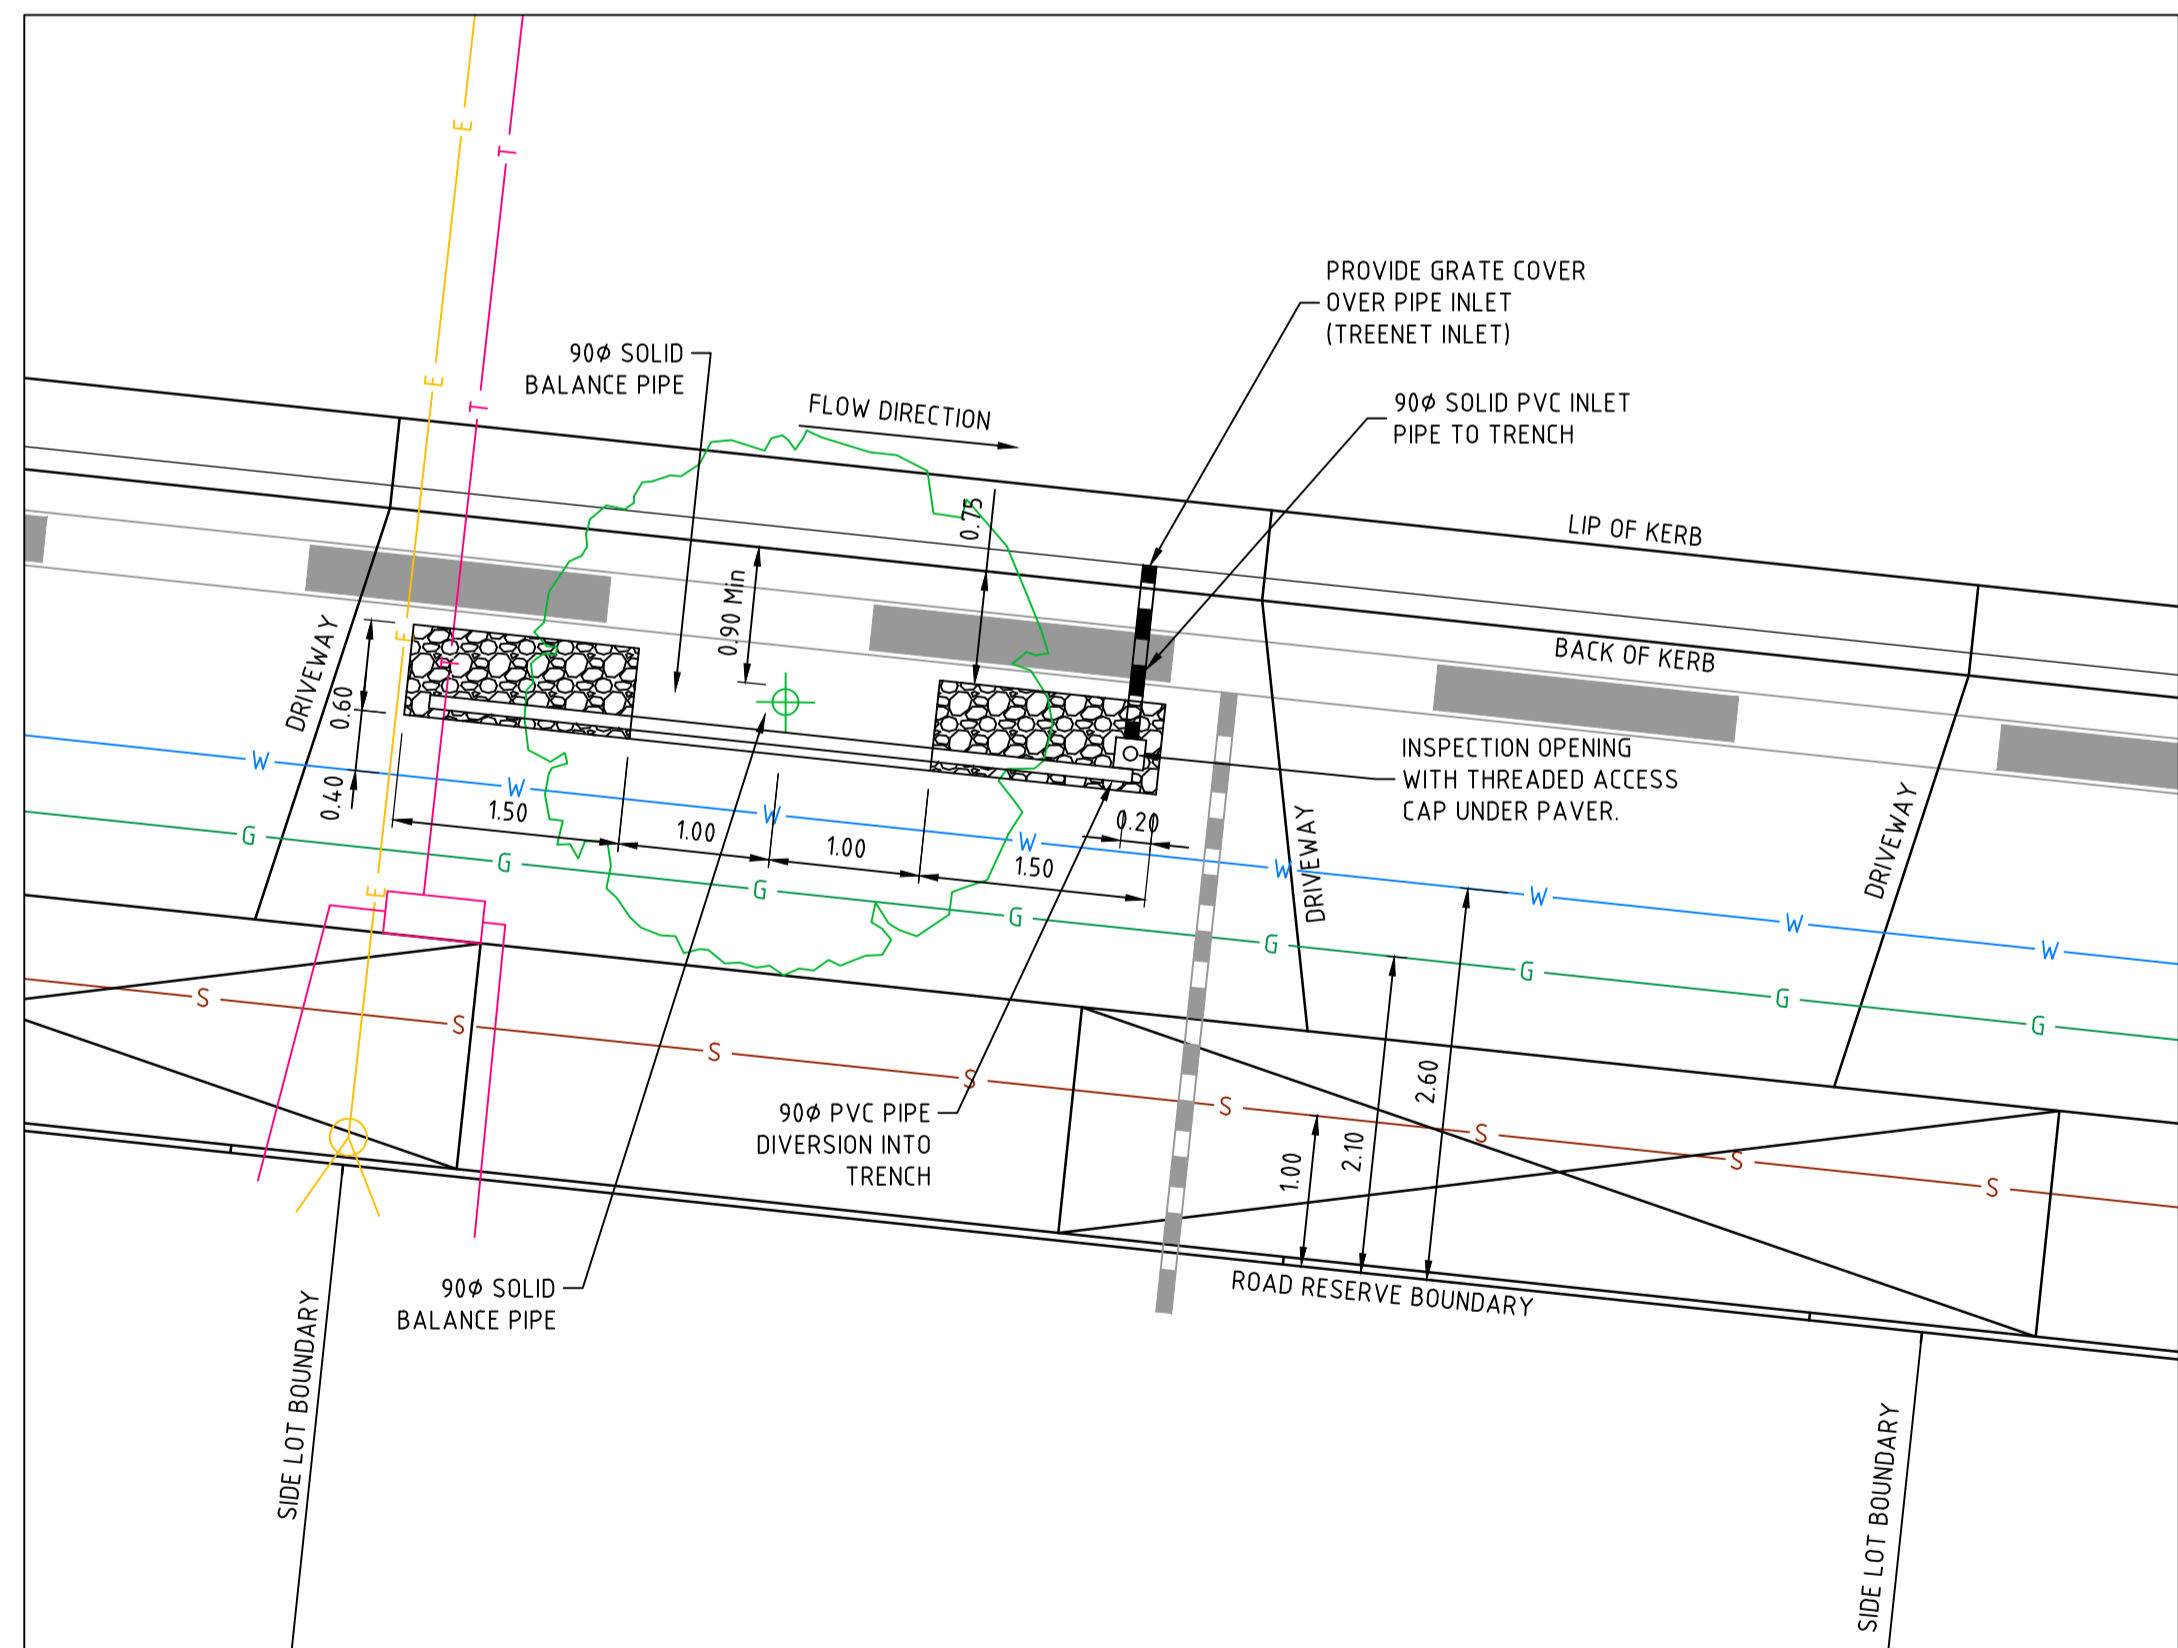 PROVIDE GRATE COVER
OVER PIPE INLET
(TREENET INLET)
90Ø SOLID
BALANCE PIPE
FLOW DIRECTION
90Ø SOLID PVC INLET
PIPE TO TRENCH
LIP OF KERB
BACK OF KERB
0.75
0.90 Min
DRIVEWAY
0.60
0.40
INSPECTION OPENING
WITH THREADED ACCESS
CAP UNDER PAVER.
1.50
1.00
1.00
1.50
0.20
DRIVEWAY
DRIVEWAY
E
E
E
E
T
T
T
W
W
W
W
W
W
W
W
G
G
G
G
G
G
G
G
S
S
S
S
S
S
S
S
90Ø PVC PIPE
DIVERSION INTO
TRENCH
1.00
2.10
2.60
90Ø SOLID
BALANCE PIPE
ROAD RESERVE BOUNDARY
SIDE LOT BOUNDARY
SIDE LOT BOUNDARY